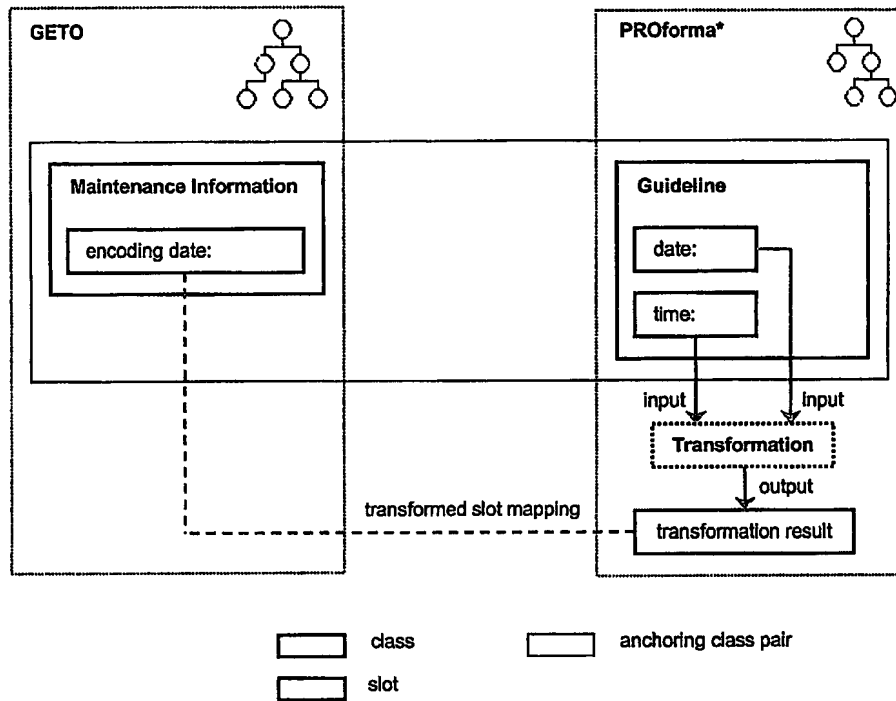 GETO
PROforma*
Maintenance Information
encoding date:
Guideline
date:
time:
input
input
Transformation
output
transformed slot mapping
transformation result
class
anchoring class pair
slot